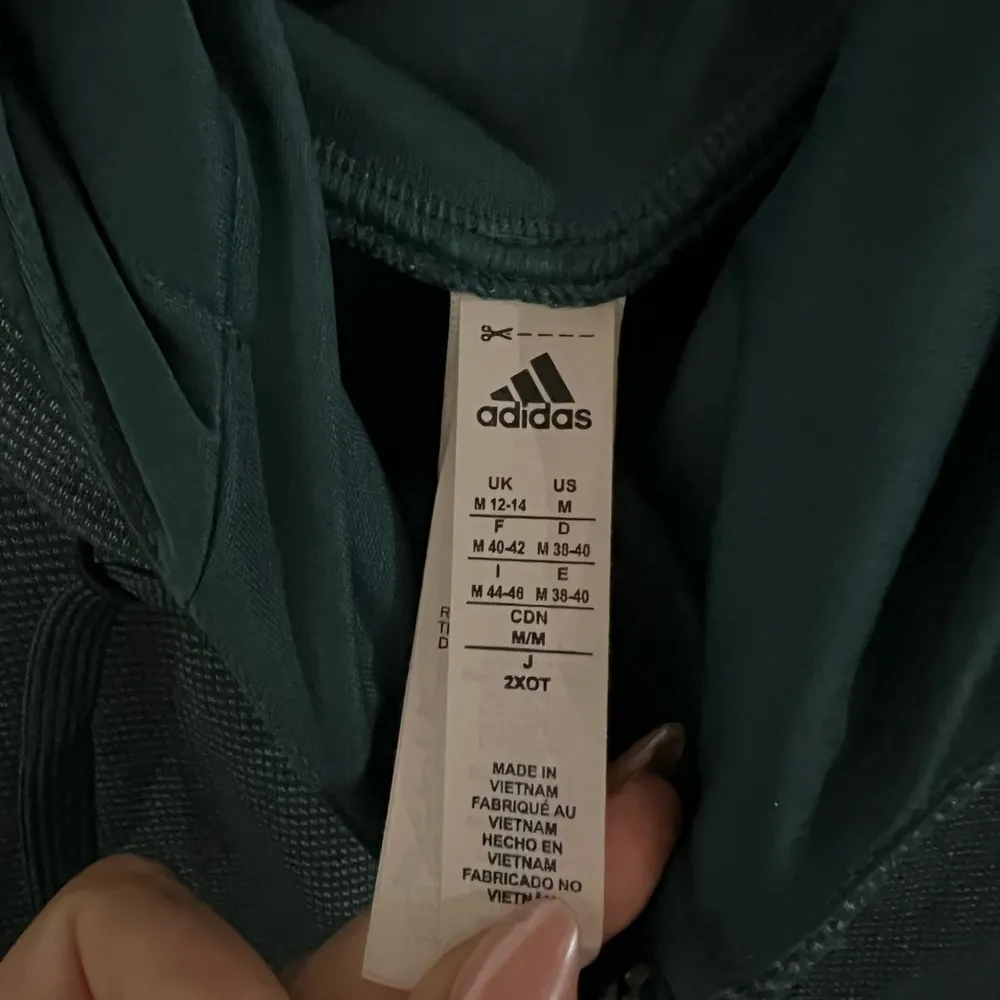 adidas
UK US
M 12-14 M
F D
M 40-42 M 38-40
I E
M 44-46 M 38-40
CDN
M/M
J
2XOT
MADE IN
VIETNAM
FABRIQUÉ AU
VIETNAM
HECHO EN
VIETNAM
FABRICADO NO